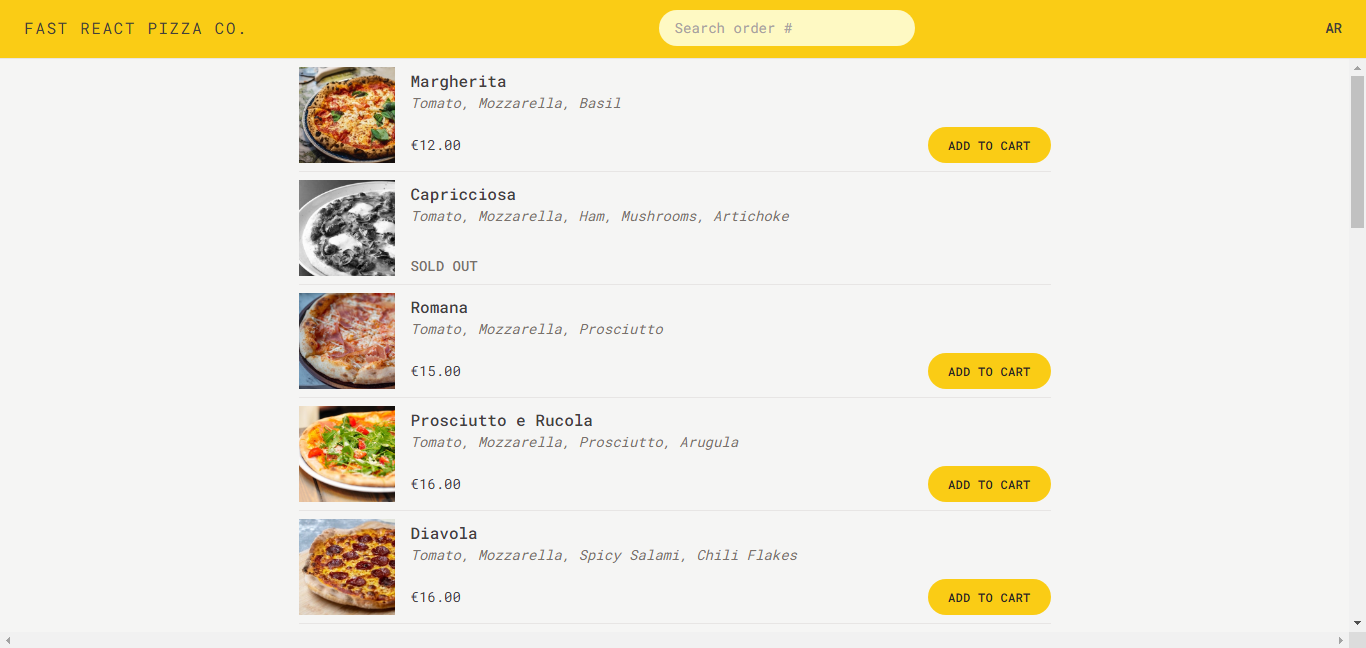 FAST REACT PIZZA CO.
Search order #
AR
Margherita
Tomato, Mozzarella, Basil
€12.00
ADD TO CART
Capricciosa
Tomato, Mozzarella, Ham, Mushrooms, Artichoke
SOLD OUT
Romana
Tomato, Mozzarella, Prosciutto
€15.00
ADD TO CART
Prosciutto e Rucola
Tomato, Mozzarella, Prosciutto, Arugula
€16.00
ADD TO CART
Diavola
Tomato, Mozzarella, Spicy Salami, Chili Flakes
€16.00
ADD TO CART